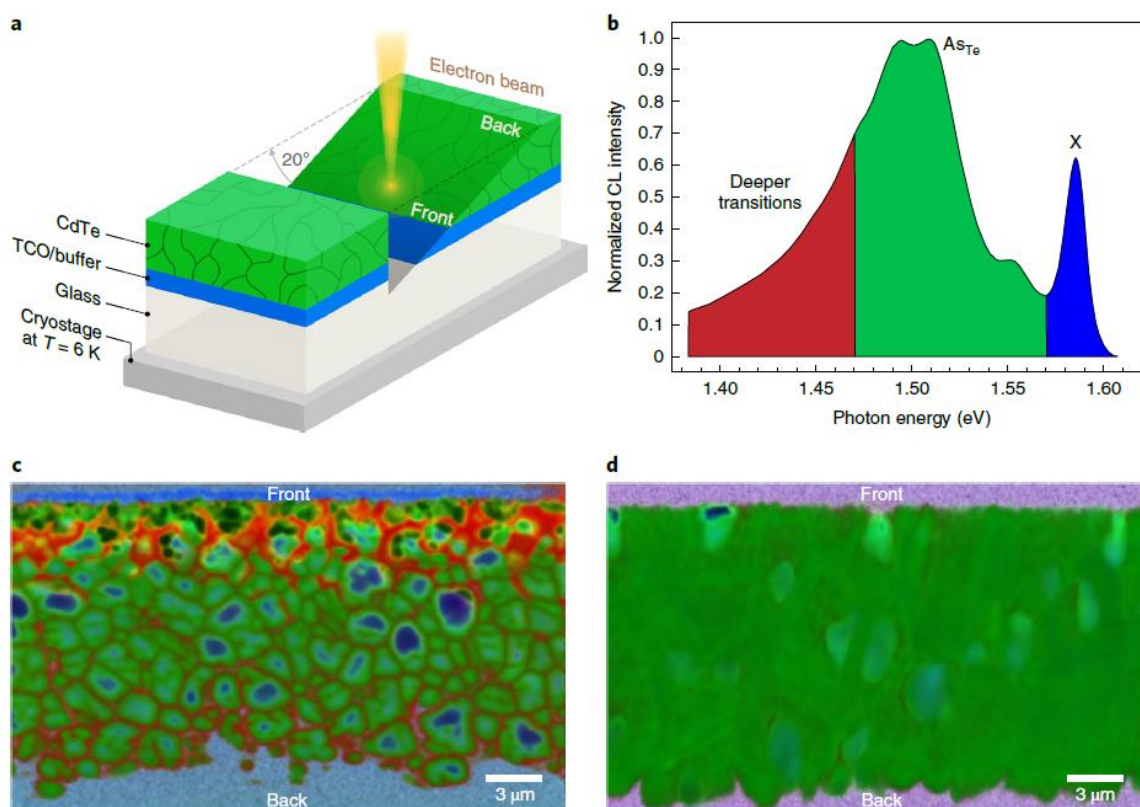 a
Electron beam
Back
20°
Front
CdTe
TCO/buffer
Glass
Cryostage
at T = 6 K
b
Normalized CL intensity
1.0
0.9
0.8
0.7
0.6
0.5
0.4
0.3
0.2
0.1
0
As_Te
X
Deeper
transitions
1.40
1.45
1.50
1.55
1.60
Photon energy (eV)
c
Front
Back
3 μm
d
Front
Back
3 μm